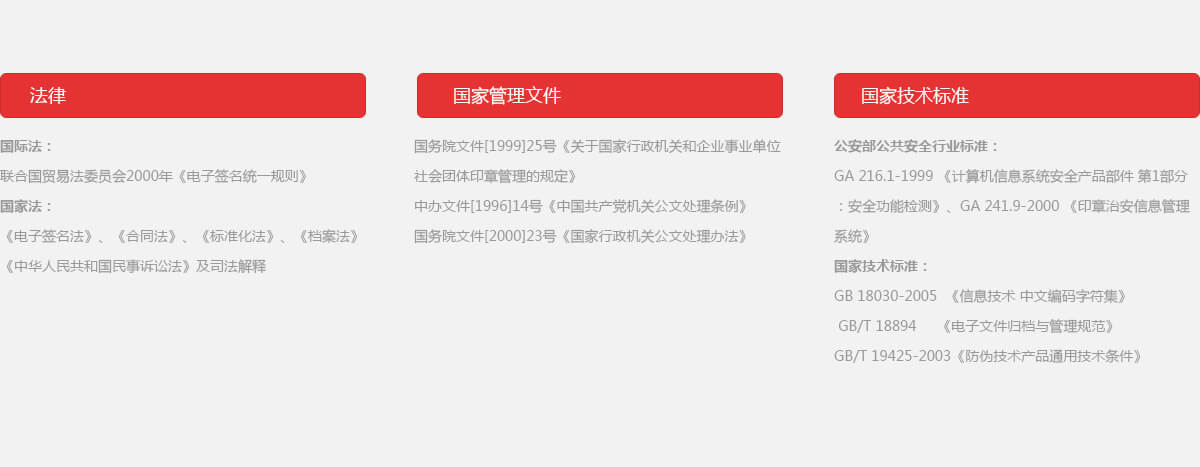 法律
国际法：
联合国贸易法委员会2000年《电子签名统一规则》
国家法：
《电子签名法》、《合同法》、《标准化法》、《档案法》
《中华人民共和国民事诉讼法》及司法解释
国家管理文件
国务院文件[1999]25号《关于国家行政机关和企业事业单位
社会团体印章管理的规定》
中办文件[1996]14号《中国共产党机关公文处理条例》
国务院文件[2000]23号《国家行政机关公文处理办法》
国家技术标准
公安部公共安全行业标准：
GA 216.1-1999 《计算机信息系统安全产品部件 第1部分
：安全功能检测》、GA 241.9-2000 《印章治安信息管理
系统》
国家技术标准：
GB 18030-2005 《信息技术 中文编码字符集》
GB/T 18894 《电子文件归档与管理规范》
GB/T 19425-2003《防伪技术产品通用技术条件》